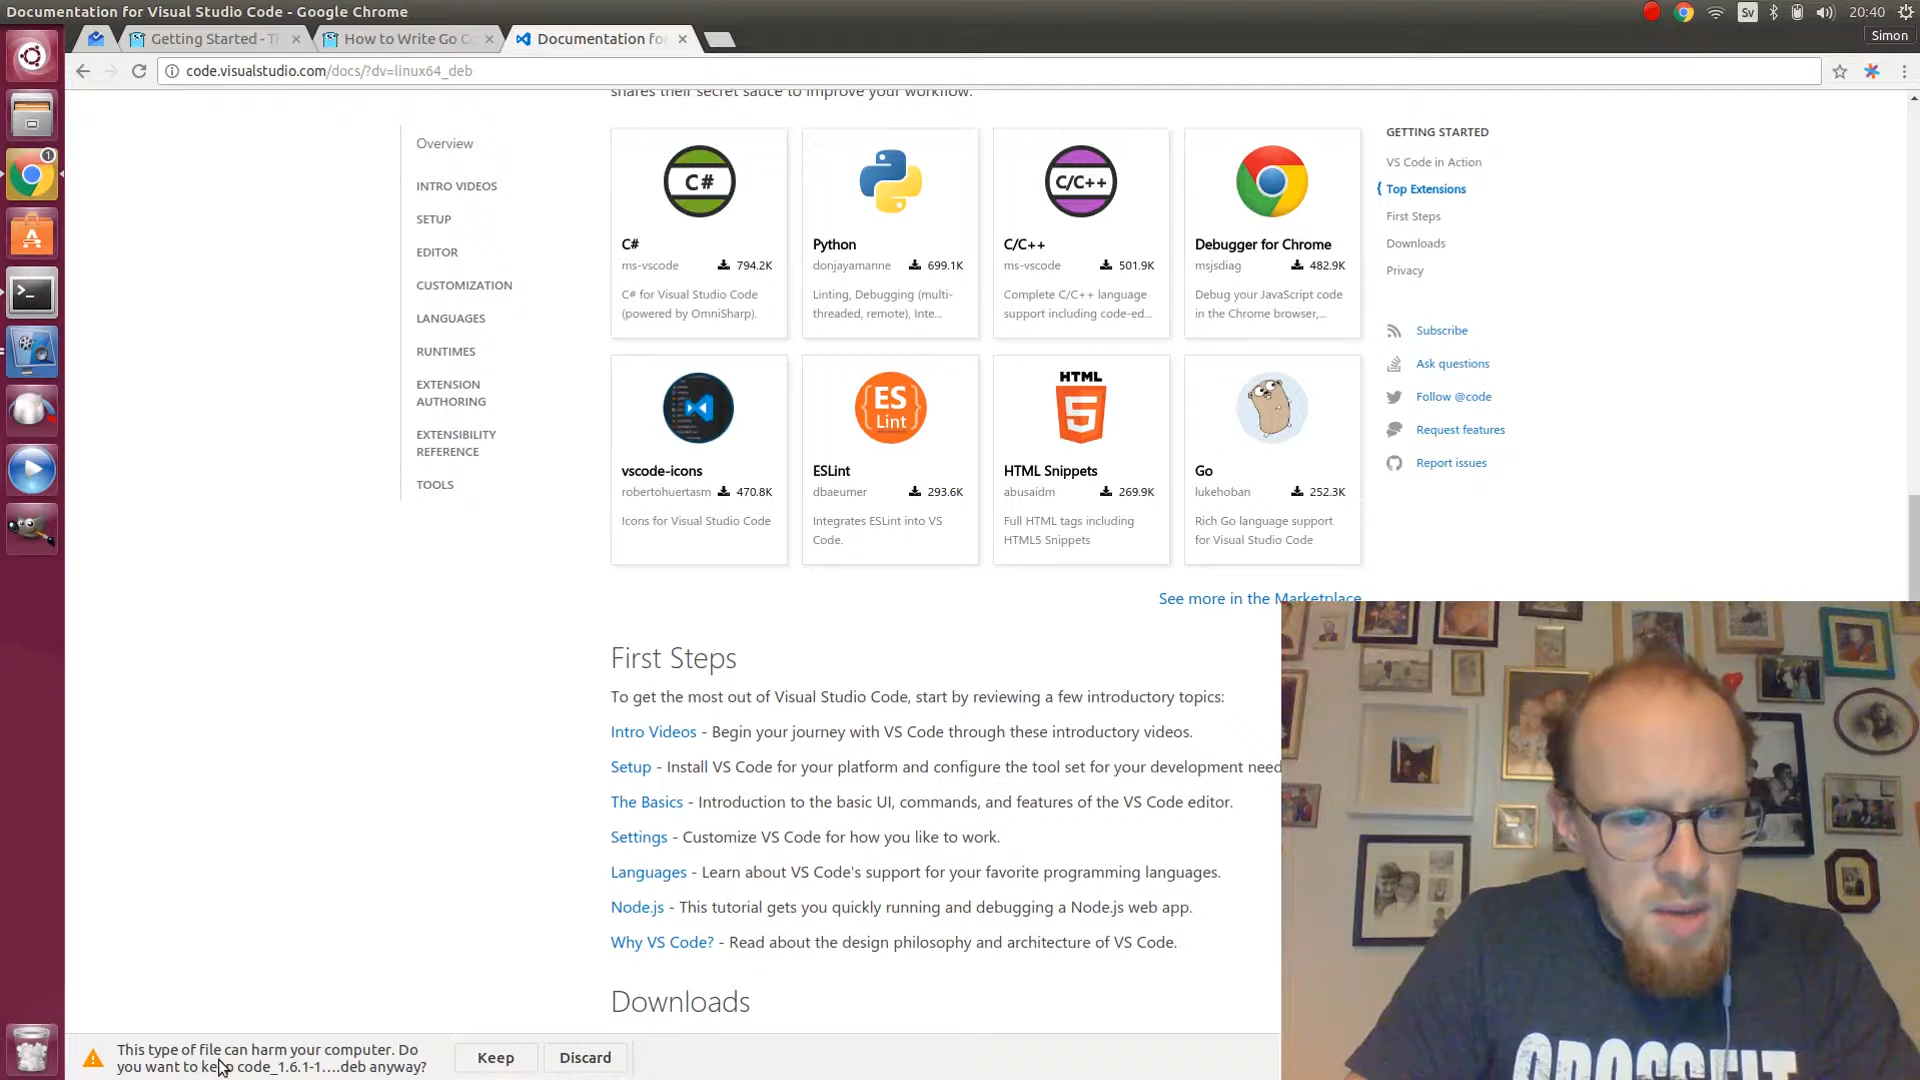 Documentation for Visual Studio Code - Google Chrome
Sv
20:40
Getting Started - T
How to Write Go C
Documentation fo
Simon
code.visualstudio.com/docs/?dv=linux64_deb
1
shares their secret sauce to improve your workflow.
Overview
INTRO VIDEOS
SETUP
EDITOR
CUSTOMIZATION
LANGUAGES
RUNTIMES
EXTENSION
AUTHORING
EXTENSIBILITY
REFERENCE
TOOLS
C#
C#
ms-vscode 794.2K
C# for Visual Studio Code
(powered by OmniSharp).
Python
donjayamanne 699.1K
Linting, Debugging (multi-
threaded, remote), Inte...
C/C++
C/C++
ms-vscode 501.9K
Complete C/C++ language
support including code-ed...
Debugger for Chrome
msjsdiag 482.9K
Debug your JavaScript code
in the Chrome browser,...
vscode-icons
robertohuertasm 470.8K
Icons for Visual Studio Code
ES
Lint
ESLint
dbaeumer 293.6K
Integrates ESLint into VS
Code.
HTML
5
HTML Snippets
abusaidm 269.9K
Full HTML tags including
HTML5 Snippets
Go
lukehoban 252.3K
Rich Go language support
for Visual Studio Code
See more in the Marketplace
GETTING STARTED
VS Code in Action
{ Top Extensions
First Steps
Downloads
Privacy
Subscribe
Ask questions
Follow @code
Request features
Report issues
First Steps
To get the most out of Visual Studio Code, start by reviewing a few introductory topics:
Intro Videos - Begin your journey with VS Code through these introductory videos.
Setup - Install VS Code for your platform and configure the tool set for your development need
The Basics - Introduction to the basic UI, commands, and features of the VS Code editor.
Settings - Customize VS Code for how you like to work.
Languages - Learn about VS Code's support for your favorite programming languages.
Node.js - This tutorial gets you quickly running and debugging a Node.js web app.
Why VS Code? - Read about the design philosophy and architecture of VS Code.
Downloads
This type of file can harm your computer. Do
you want to keep code_1.6.1-1....deb anyway?
Keep
Discard
CROSSFIT